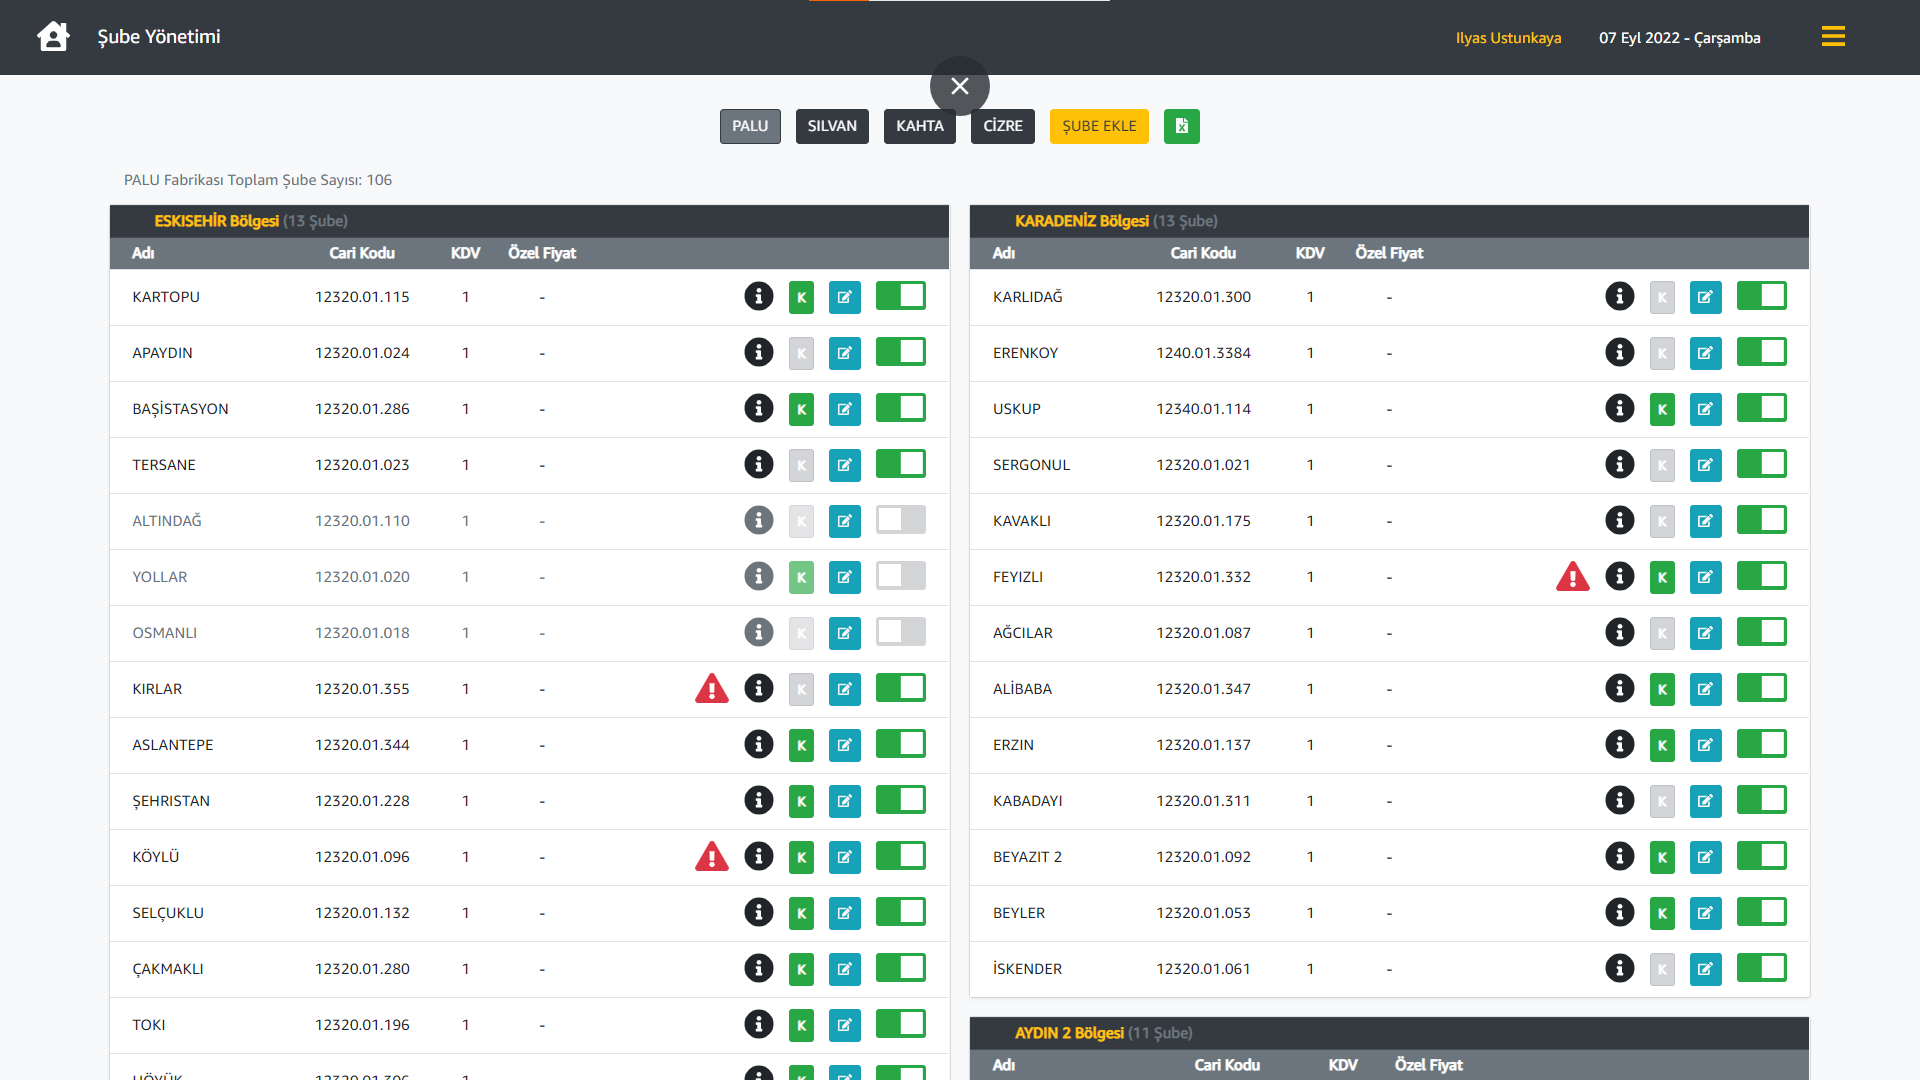 Şube Yönetimi
Ilyas Ustunkaya
07 Eyl 2022 - Çarşamba
PALU SILVAN KAHTA CİZRE ŞUBE EKLE
PALU Fabrikası Toplam Şube Sayısı: 106
ESKISEHİR Bölgesi (13 Şube)
Adı Cari Kodu KDV Özel Fiyat
KARTOPU 12320.01.115 1 - K
APAYDIN 12320.01.024 1 - K
BAŞİSTASYON 12320.01.286 1 - K
TERSANE 12320.01.023 1 - K
ALTINDAĞ 12320.01.110 1 - K
YOLLAR 12320.01.020 1 - K
OSMANLI 12320.01.018 1 - K
KIRLAR 12320.01.355 1 - K
ASLANTEPE 12320.01.344 1 - K
ŞEHRISTAN 12320.01.228 1 - K
KÖYLÜ 12320.01.096 1 - K
SELÇUKLU 12320.01.132 1 - K
ÇAKMAKLI 12320.01.280 1 - K
TOKI 12320.01.196 1 - K
KARADENİZ Bölgesi (13 Şube)
Adı Cari Kodu KDV Özel Fiyat
KARLIDAĞ 12320.01.300 1 - K
ERENKOY 1240.01.3384 1 - K
USKUP 12340.01.114 1 - K
SERGONUL 12320.01.021 1 - K
KAVAKLI 12320.01.175 1 - K
FEYIZLI 12320.01.332 1 - K
AĞCILAR 12320.01.087 1 - K
ALİBABA 12320.01.347 1 - K
ERZIN 12320.01.137 1 - K
KABADAYI 12320.01.311 1 - K
BEYAZIT 2 12320.01.092 1 - K
BEYLER 12320.01.053 1 - K
İSKENDER 12320.01.061 1 - K
AYDIN 2 Bölgesi (11 Şube)
Adı Cari Kodu KDV Özel Fiyat